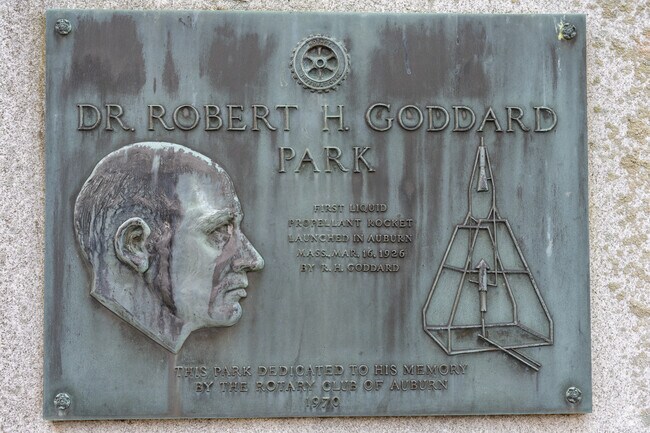 DR. ROBERT H. GODDARD
PARK
FIRST LIQUID
PROPELLANT ROCKET
LAUNCHED IN AUBURN
MASS., MAR. 16, 1926
BY R. H. GODDARD
THIS PARK DEDICATED TO HIS MEMORY
BY THE ROTARY CLUB OF AUBURN
1970